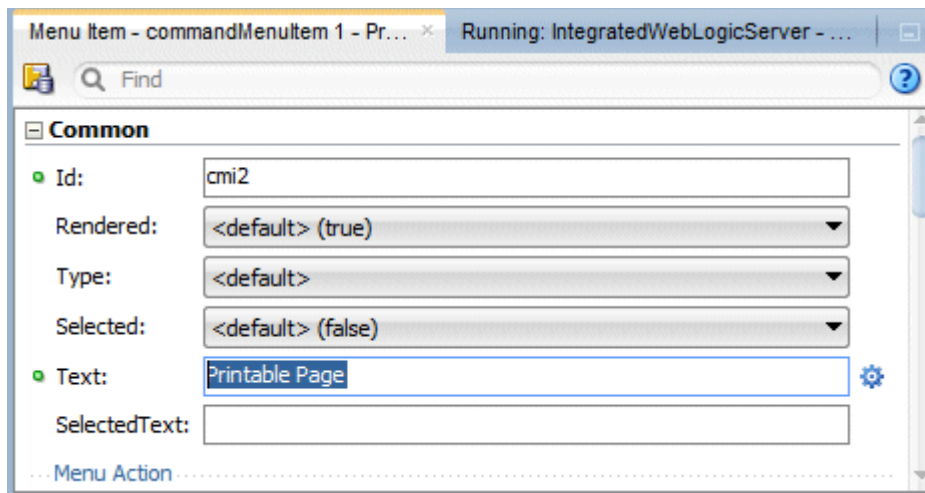 Menu Item - commandMenuItem 1 - Pr... × Running: IntegratedWebLogicServer - ...
Find
Common
Id: cmi2
Rendered: <default> (true)
Type: <default>
Selected: <default> (false)
Text: Printable Page
SelectedText:
Menu Action